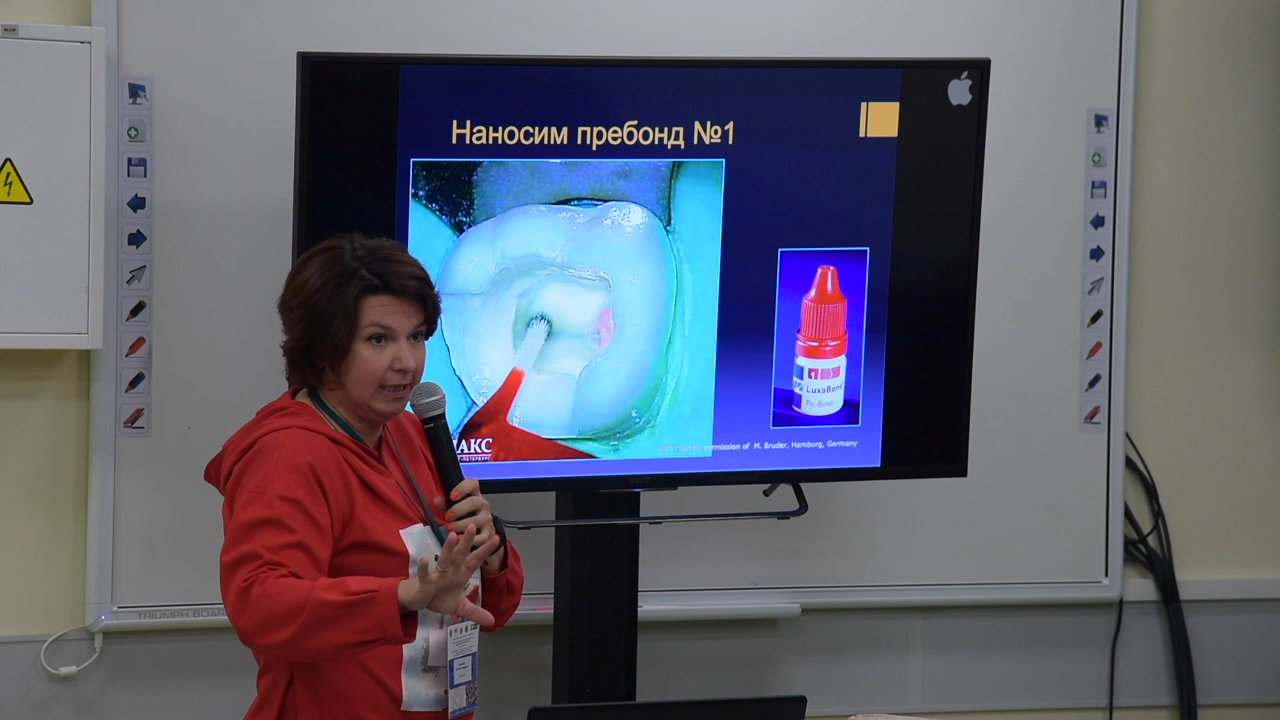 Наносим пребонд №1
LuxaBond
Pre-Bond
With friendly permission of M. Bruder, Hamburg, Germany
TRIUMPH BOARD